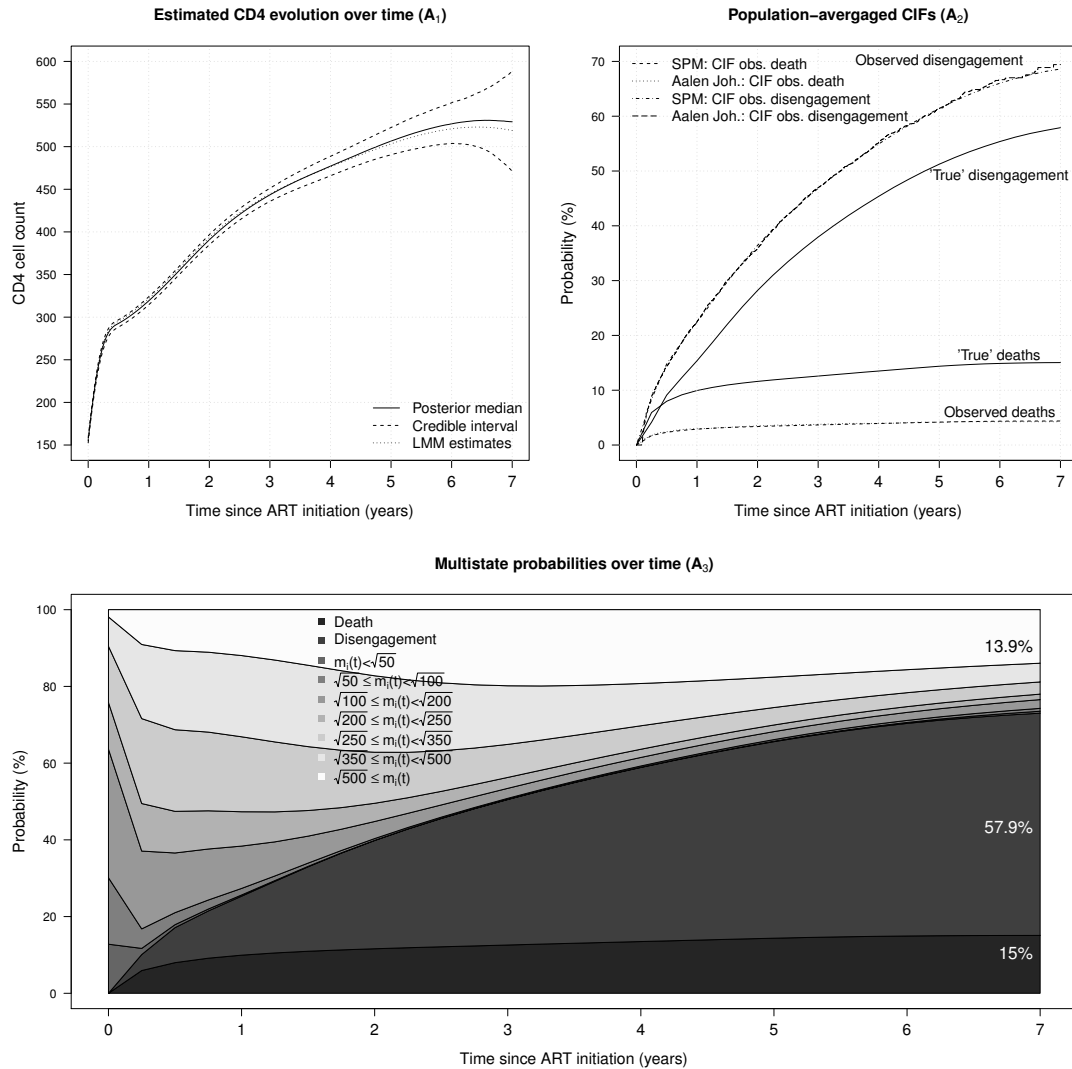 Estimated CD4 evolution over time (A₁)
CD4 cell count
600
550
500
450
400
350
300
250
200
150
Posterior median
Credible interval
LMM estimates
0 1 2 3 4 5 6 7
Time since ART initiation (years)
Population−avergaged CIFs (A₂)
Probability (%)
70
60
50
40
30
20
10
0
SPM: CIF obs. death
Aalen Joh.: CIF obs. death
SPM: CIF obs. disengagement
Aalen Joh.: CIF obs. disengagement
Observed disengagement
'True' disengagement
'True' deaths
Observed deaths
0 1 2 3 4 5 6 7
Time since ART initiation (years)
Multistate probabilities over time (A₃)
Probability (%)
100
80
60
40
20
0
Death
Disengagement
mᵢ(t)<√50
√50 ≤ mᵢ(t)<√100
√100 ≤ mᵢ(t)<√200
√200 ≤ mᵢ(t)<√250
√250 ≤ mᵢ(t)<√350
√350 ≤ mᵢ(t)<√500
√500 ≤ mᵢ(t)
13.9%
57.9%
15%
0 1 2 3 4 5 6 7
Time since ART initiation (years)